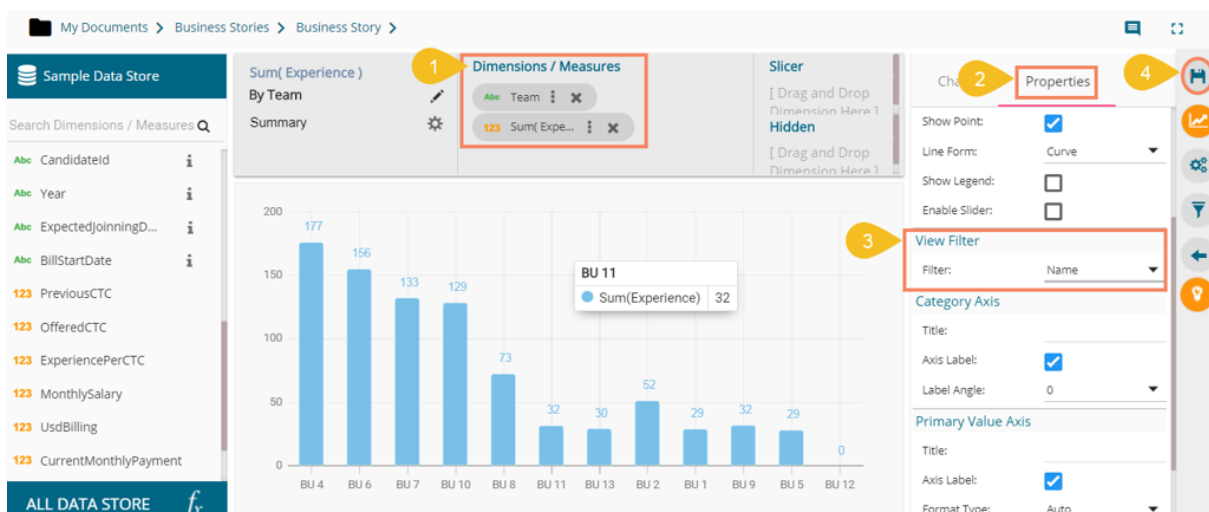 My Documents > Business Stories > Business Story >
Sample Data Store
Search Dimensions / Measures
Abc CandidateId i
Abc Year i
Abc ExpectedJoinningD... i
Abc BillStartDate i
123 PreviousCTC
123 OfferedCTC
123 ExperiencePerCTC
123 MonthlySalary
123 UsdBilling
123 CurrentMonthlyPayment
ALL DATA STORE fx
Sum( Experience )
By Team
Summary
1
Dimensions / Measures
Abc Team
123 Sum( Expe...
Slicer
[ Drag and Drop
Dimension Here ]
Hidden
[ Drag and Drop
Dimension Here ]
200
150
100
50
0
177
156
133
129
73
32
30
52
29
32
29
0
BU 11
Sum(Experience) 32
BU 4 BU 6 BU 7 BU 10 BU 8 BU 11 BU 13 BU 2 BU 1 BU 9 BU 5 BU 12
2
Properties
4
Show Point:
Line Form: Curve
Show Legend:
Enable Slider:
3
View Filter
Filter: Name
Category Axis
Title:
Axis Label:
Label Angle: 0
Primary Value Axis
Title:
Axis Label:
Format Type: Auto